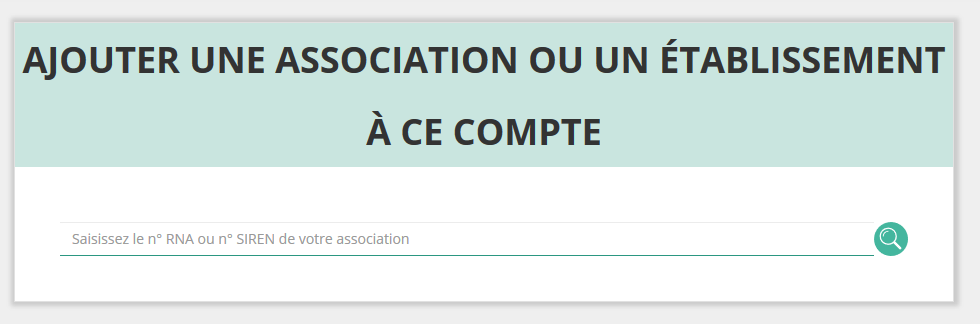 AJOUTER UNE ASSOCIATION OU UN ÉTABLISSEMENT
À CE COMPTE
Saisissez le n° RNA ou n° SIREN de votre association